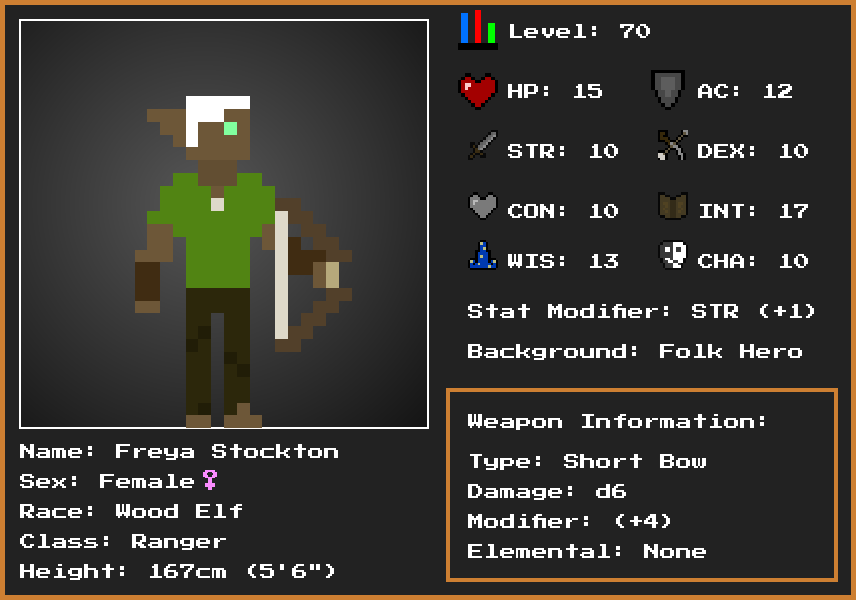 Level: 70
HP: 15
AC: 12
STR: 10
DEX: 10
CON: 10
INT: 17
WIS: 13
CHA: 10
Stat Modifier: STR (+1)
Background: Folk Hero
Weapon Information:
Type: Short Bow
Damage: d6
Modifier: (+4)
Elemental: None
Name: Freya Stockton
Sex: Female♀
Race: Wood Elf
Class: Ranger
Height: 167cm (5'6")